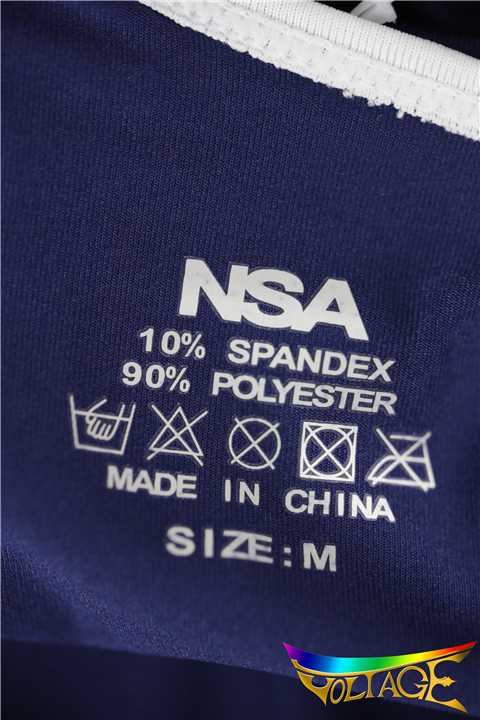 NSA
10% SPANDEX
90% POLYESTER
MADE IN CHINA
SIZE: M
VOLTAGE